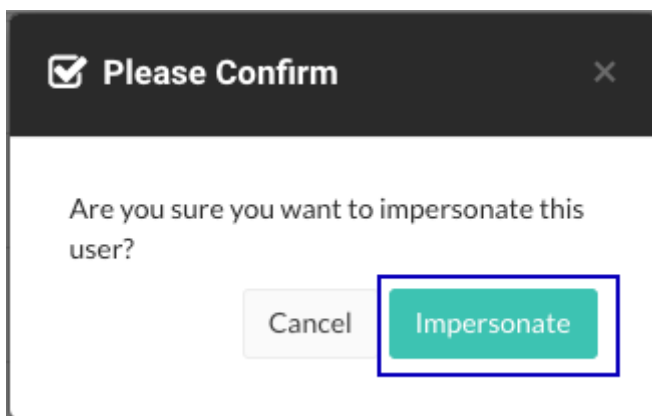 Please Confirm
Are you sure you want to impersonate this
user?
Cancel
Impersonate